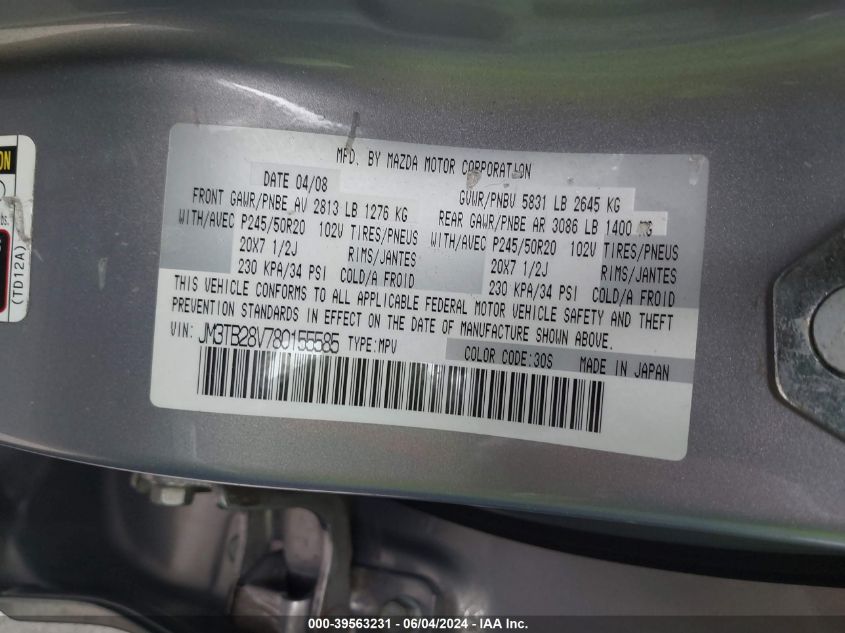 MFD. BY MAZDA MOTOR CORPORATION
DATE 04/08 GVWR/PNBV 5831 LB 2645 KG
FRONT GAWR/PNBE AV 2813 LB 1276 KG REAR GAWR/PNBE AR 3086 LB 1400 KG
WITH/AVEC P245/50R20 102V TIRES/PNEUS WITH/AVEC P245/50R20 102V TIRES/PNEUS
20X7 1/2J RIMS/JANTES 20X7 1/2J RIMS/JANTES
230 KPA/34 PSI COLD/A FROID 230 KPA/34 PSI COLD/A FROID
THIS VEHICLE CONFORMS TO ALL APPLICABLE FEDERAL MOTOR VEHICLE SAFETY AND THEFT
PREVENTION STANDARDS IN EFFECT ON THE DATE OF MANUFACTURE SHOWN ABOVE.
VIN: JM3TB28V780155585 TYPE:MPV COLOR CODE:30S MADE IN JAPAN
(TD12A)
000-39563231 - 06/04/2024 - IAA Inc.